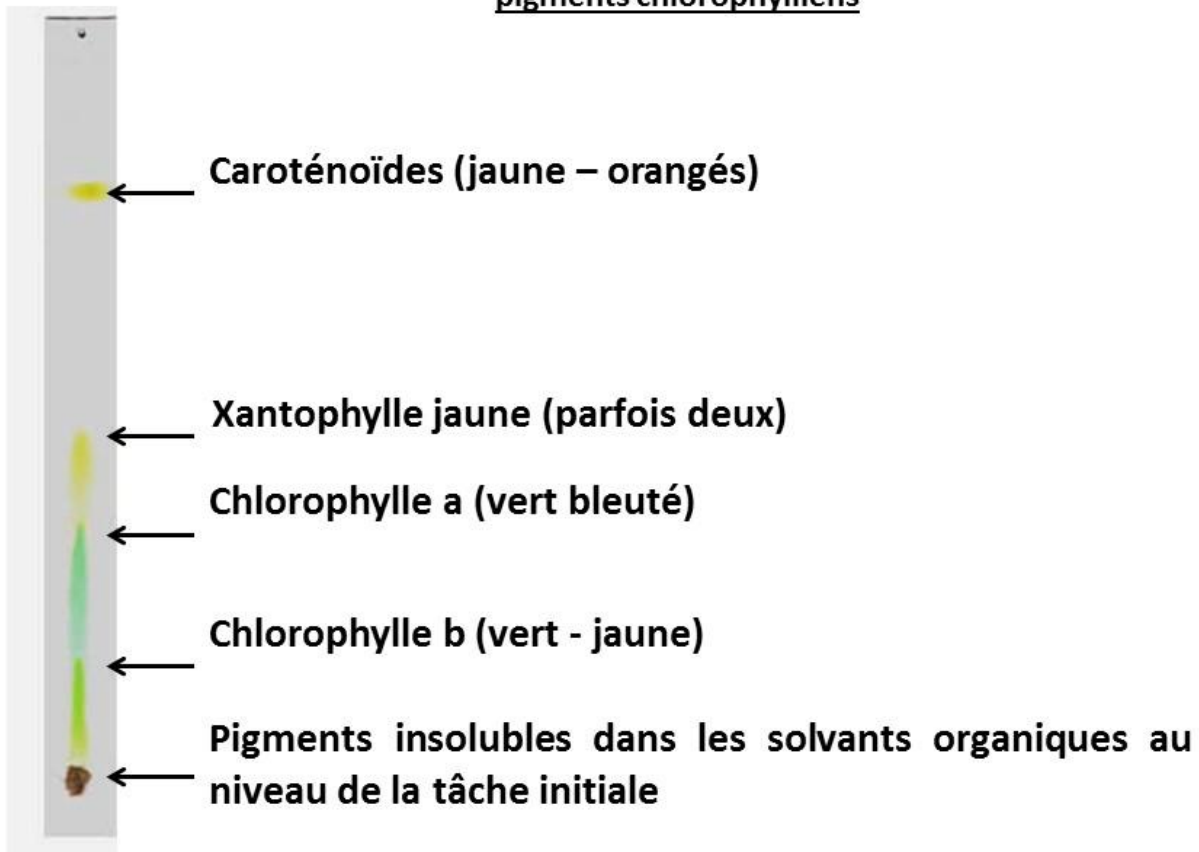 pigments chlorophylliens
Caroténoïdes (jaune – orangés)
Xantophylle jaune (parfois deux)
Chlorophylle a (vert bleuté)
Chlorophylle b (vert - jaune)
Pigments insolubles dans les solvants organiques au
niveau de la tâche initiale